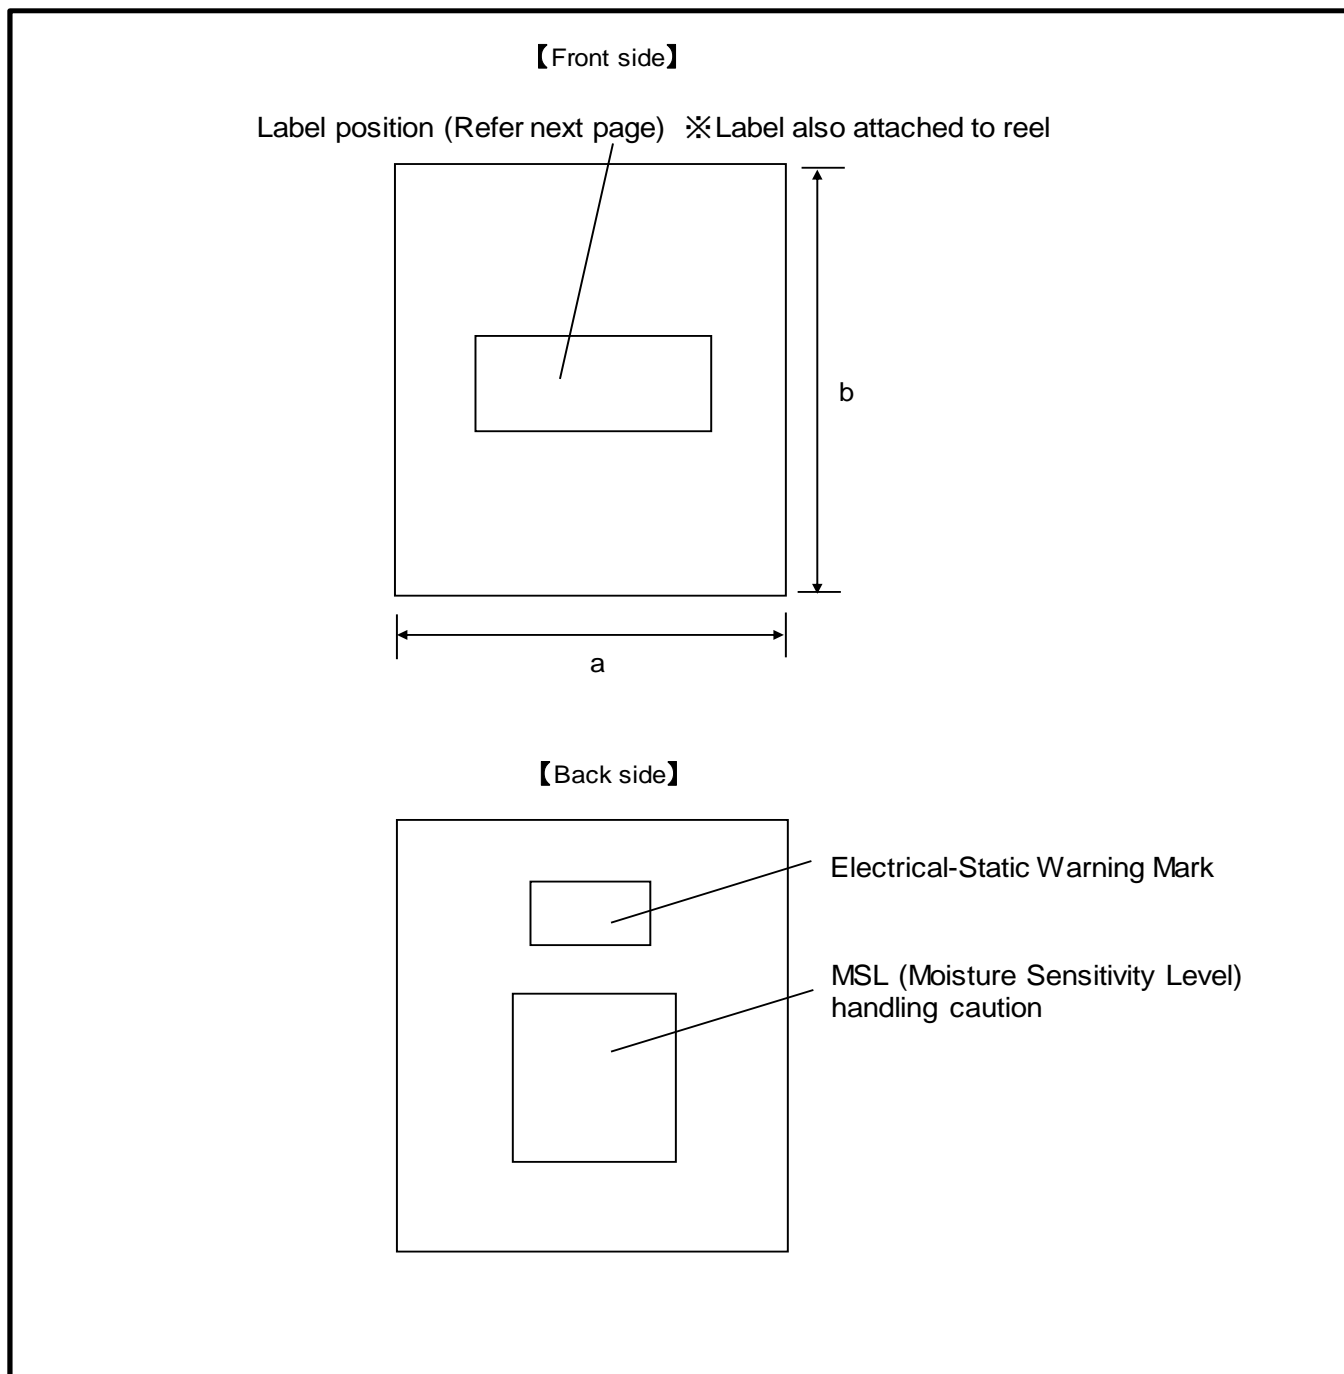 【Front side】
Label position (Refer next page) ※Label also attached to reel
b
a
【Back side】
Electrical-Static Warning Mark
MSL (Moisture Sensitivity Level)
handling caution